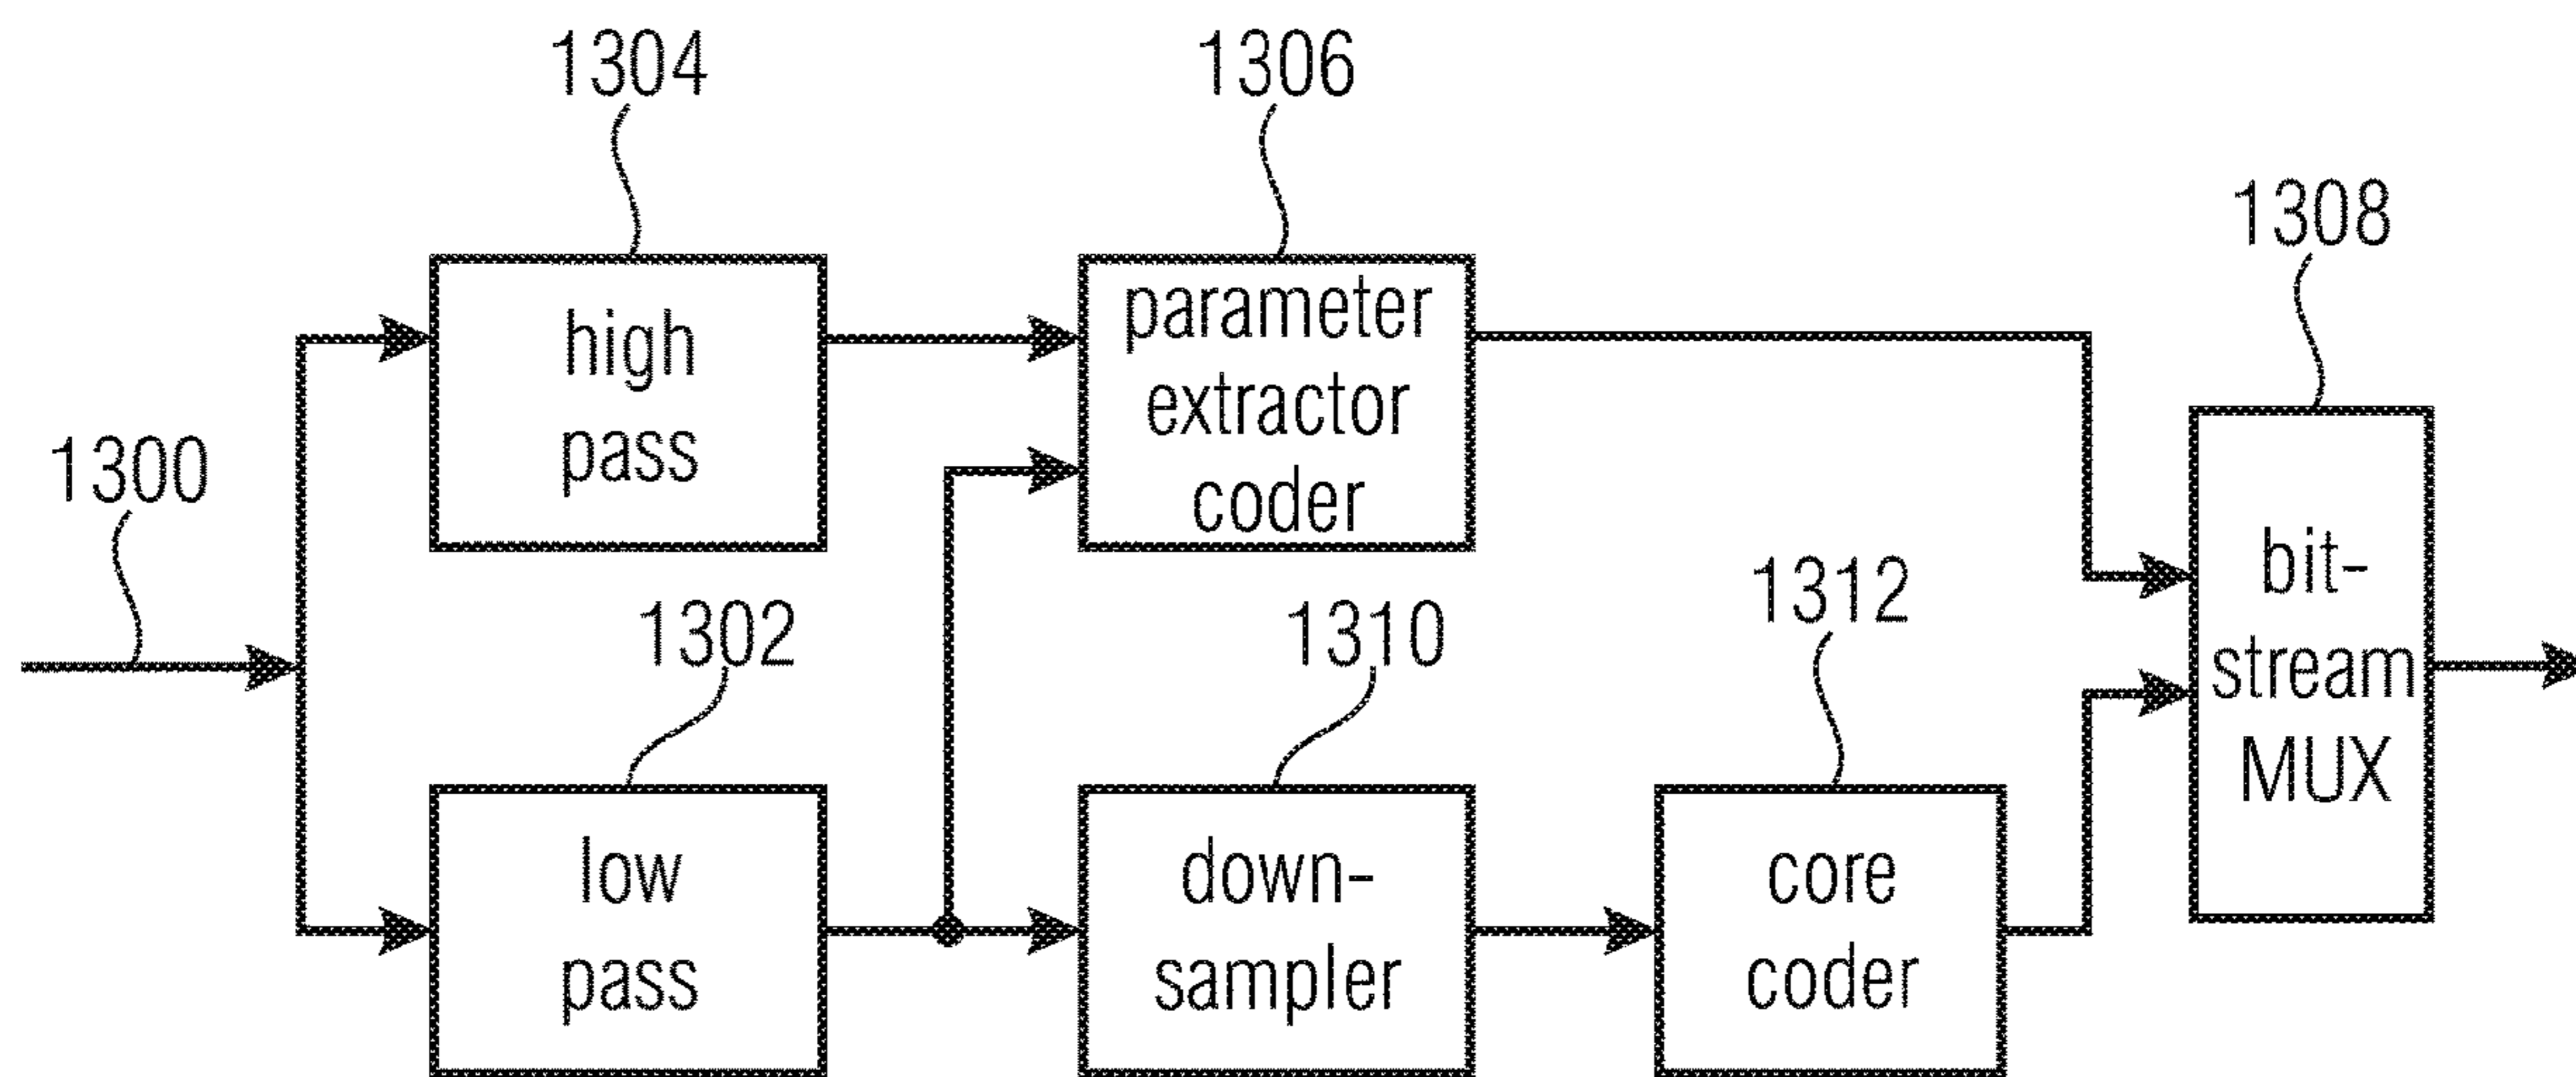 1304
1306
1308
high
pass
parameter
extractor
coder
1300
1302
1310
1312
bit-
stream
MUX
low
pass
down-
sampler
core
coder